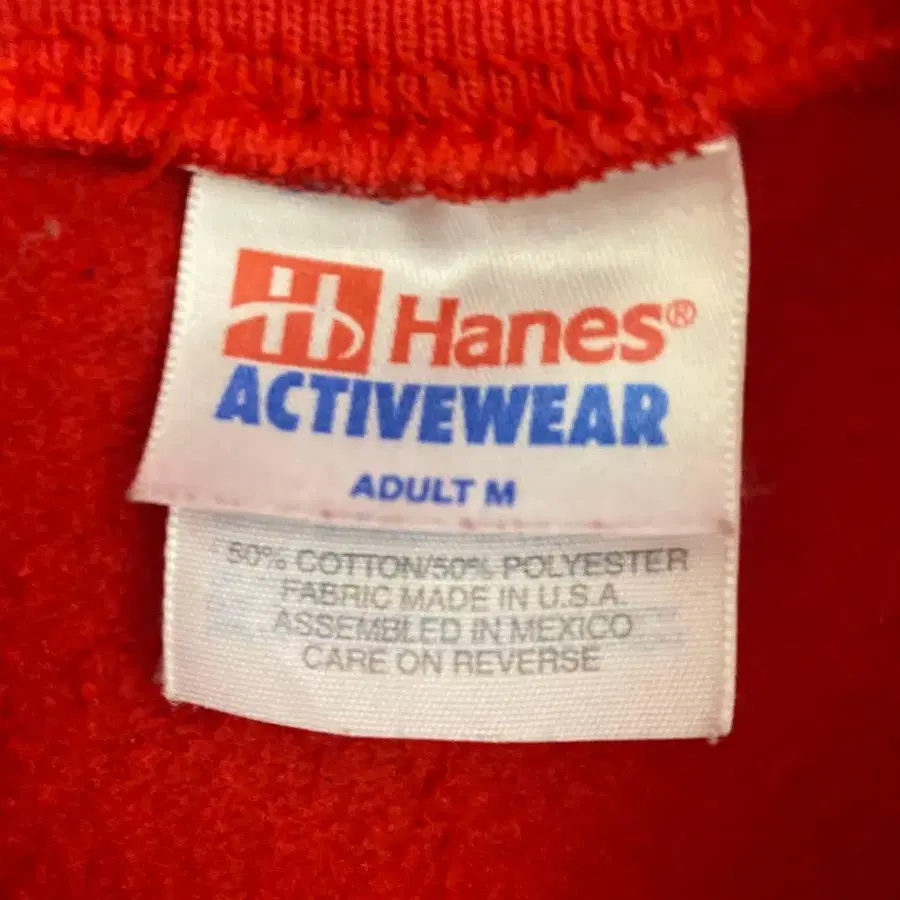 H Hanes®
ACTIVEWEAR
ADULT M
50% COTTON/50% POLYESTER
FABRIC MADE IN U.S.A.
ASSEMBLED IN MEXICO
CARE ON REVERSE